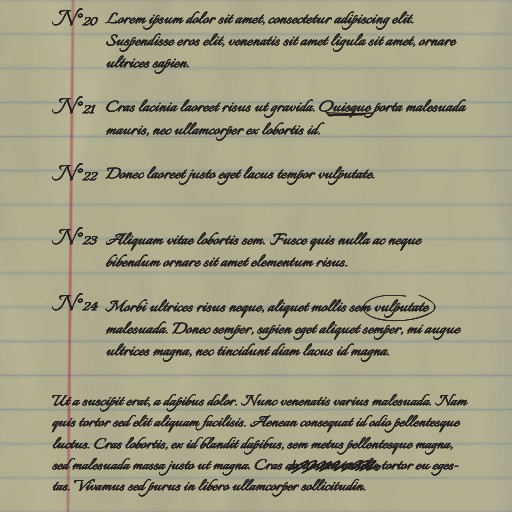 N° 20 Lorem ipsum dolor sit amet, consectetur adipiscing elit.
Suspendisse eros elit, venenatis sit amet ligula sit amet, ornare
ultrices sapien.
N° 21 Cras lacinia laoreet risus ut gravida. Quisque porta malesuada
mauris, nec ullamcorper ex lobortis id.
N° 22 Donec laoreet justo eget lacus tempor vulputate.
N° 23 Aliquam vitae lobortis sem. Fusce quis nulla ac neque
bibendum ornare sit amet elementum risus.
N° 24 Morbi ultrices risus neque, aliquet mollis sem vulputate
malesuada. Donec semper, sapien eget aliquet semper, mi augue
ultrices magna, nec tincidunt diam lacus id magna.
Ut a suscipit erat, a dapibus dolor. Nunc venenatis varius malesuada. Nam
quis tortor sed elit aliquam facilisis. Aenean consequat id odio pellentesque
luctus. Cras lobortis, ex id blandit dapibus, sem metus pellentesque magna,
sed malesuada massa justo ut magna. Cras tortor eu eges-
tas. Vivamus sed purus in libero ullamcorper sollicitudin.